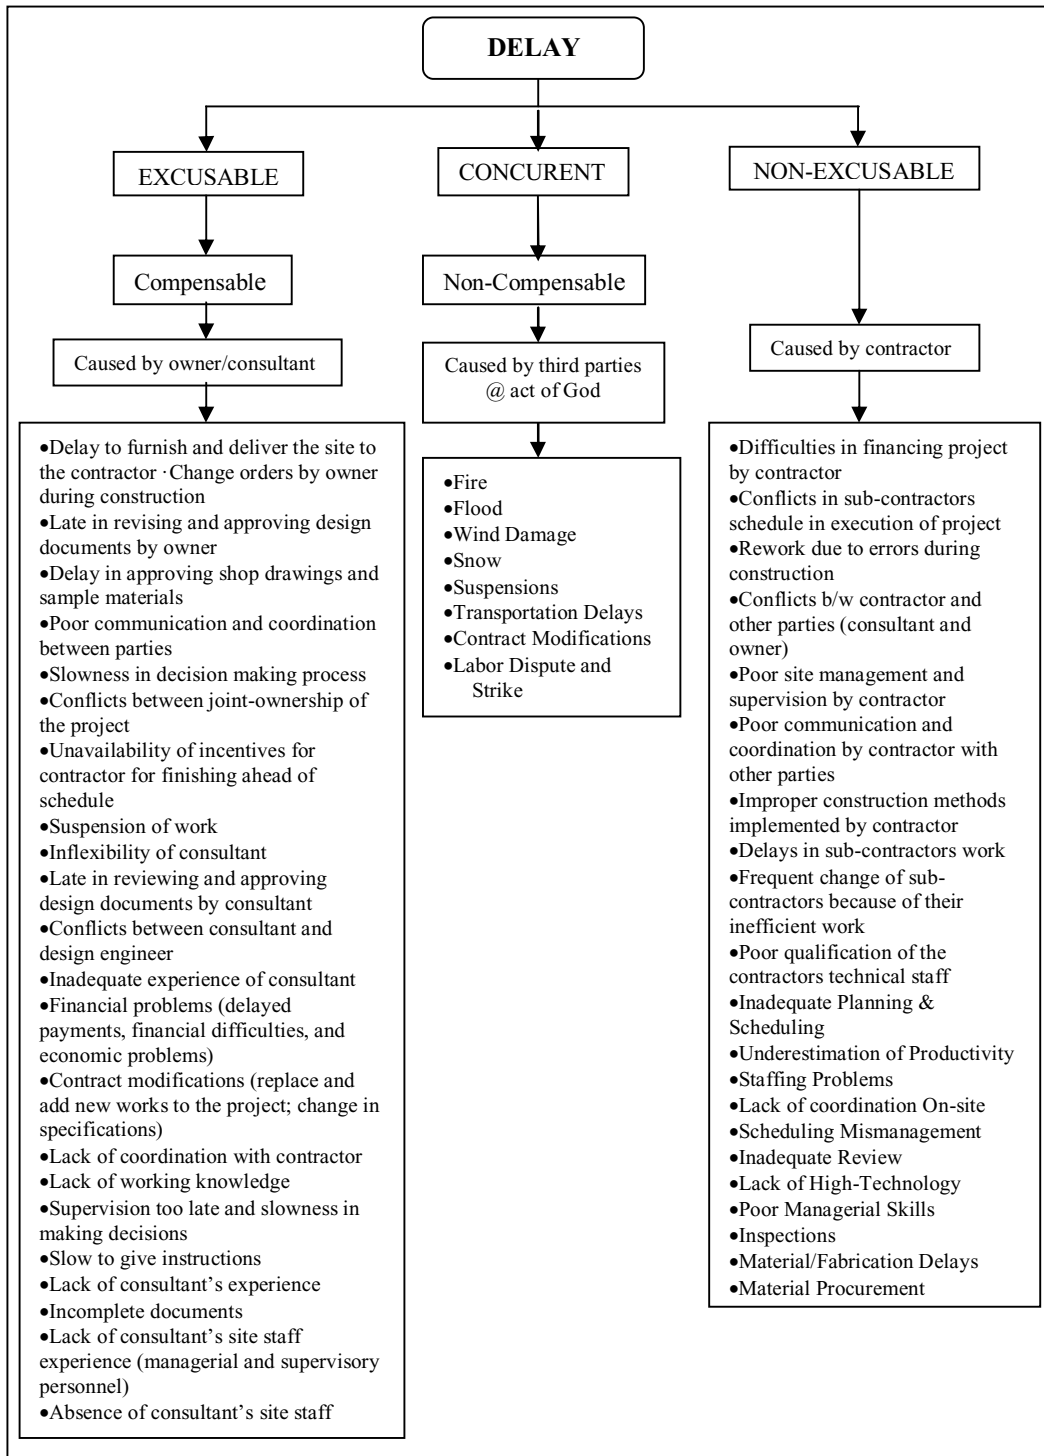 DELAY
EXCUSABLE
Compensable
Caused by owner/consultant
•Delay to furnish and deliver the site to
the contractor ·Change orders by owner
during construction
•Late in revising and approving design
documents by owner
•Delay in approving shop drawings and
sample materials
•Poor communication and coordination
between parties
•Slowness in decision making process
•Conflicts between joint-ownership of
the project
•Unavailability of incentives for
contractor for finishing ahead of
schedule
•Suspension of work
•Inflexibility of consultant
•Late in reviewing and approving
design documents by consultant
•Conflicts between consultant and
design engineer
•Inadequate experience of consultant
•Financial problems (delayed
payments, financial difficulties, and
economic problems)
•Contract modifications (replace and
add new works to the project; change in
specifications)
•Lack of coordination with contractor
•Lack of working knowledge
•Supervision too late and slowness in
making decisions
•Slow to give instructions
•Lack of consultant’s experience
•Incomplete documents
•Lack of consultant’s site staff
experience (managerial and supervisory
personnel)
•Absence of consultant’s site staff
CONCURENT
Non-Compensable
Caused by third parties
@ act of God
•Fire
•Flood
•Wind Damage
•Snow
•Suspensions
•Transportation Delays
•Contract Modifications
•Labor Dispute and
Strike
NON-EXCUSABLE
Caused by contractor
•Difficulties in financing project
by contractor
•Conflicts in sub-contractors
schedule in execution of project
•Rework due to errors during
construction
•Conflicts b/w contractor and
other parties (consultant and
owner)
•Poor site management and
supervision by contractor
•Poor communication and
coordination by contractor with
other parties
•Improper construction methods
implemented by contractor
•Delays in sub-contractors work
•Frequent change of sub-
contractors because of their
inefficient work
•Poor qualification of the
contractors technical staff
•Inadequate Planning &
Scheduling
•Underestimation of Productivity
•Staffing Problems
•Lack of coordination On-site
•Scheduling Mismanagement
•Inadequate Review
•Lack of High-Technology
•Poor Managerial Skills
•Inspections
•Material/Fabrication Delays
•Material Procurement